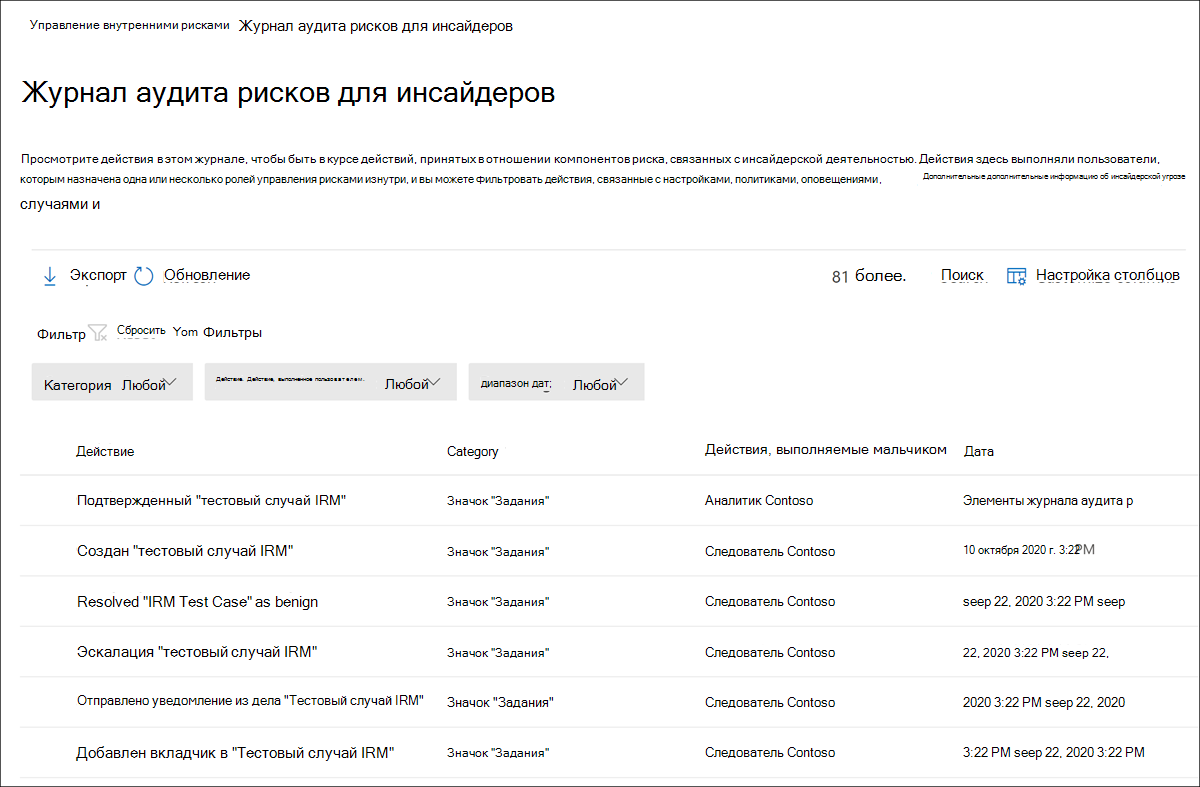 Управление внутренними рисками Журнал аудита рисков для инсайдеров
Журнал аудита рисков для инсайдеров
Просмотрите действия в этом журнале, чтобы быть в курсе действий, принятых в отношении компонентов риска, связанных с инсайдерской деятельностью. Действия здесь выполняли пользователи,
которым назначена одна или несколько ролей управления рисками изнутри, и вы можете Фильтровать действия, связанные с настройками, политиками, оповещениями, Дополнительные дополнительные информацию об инсайдерской угрозе
случаями и
Экспорт Обновление 81 более. Поиск Настройка столбцов
Фильтр Сбросить Yom Фильтры
Категория Любой Действие. Действие, выполненное пользователем. Любой диапазон дат; Любой
Действие Category Действия, выполняемые мальчиком Дата
Подтвержденный "тестовый случай IRM" Значок "Задания" Аналитик Contoso Элементы журнала аудита р
Создан "тестовый случай IRM" Значок "Задания" Следователь Contoso 10 октября 2020 г. 3:22 PM
Resolved "IRM Test Case" as benign Значок "Задания" Следователь Contoso seep 22, 2020 3:22 PM seep
Эскалация "тестовый случай IRM" Значок "Задания" Следователь Contoso 22, 2020 3:22 PM seep 22,
Отправлено уведомление из дела "Тестовый случай IRM" Значок "Задания" Следователь Contoso 2020 3:22 PM seep 22, 2020
Добавлен вкладчик в "Тестовый случай IRM" Значок "Задания" Следователь Contoso 3:22 PM seep 22, 2020 3:22 PM